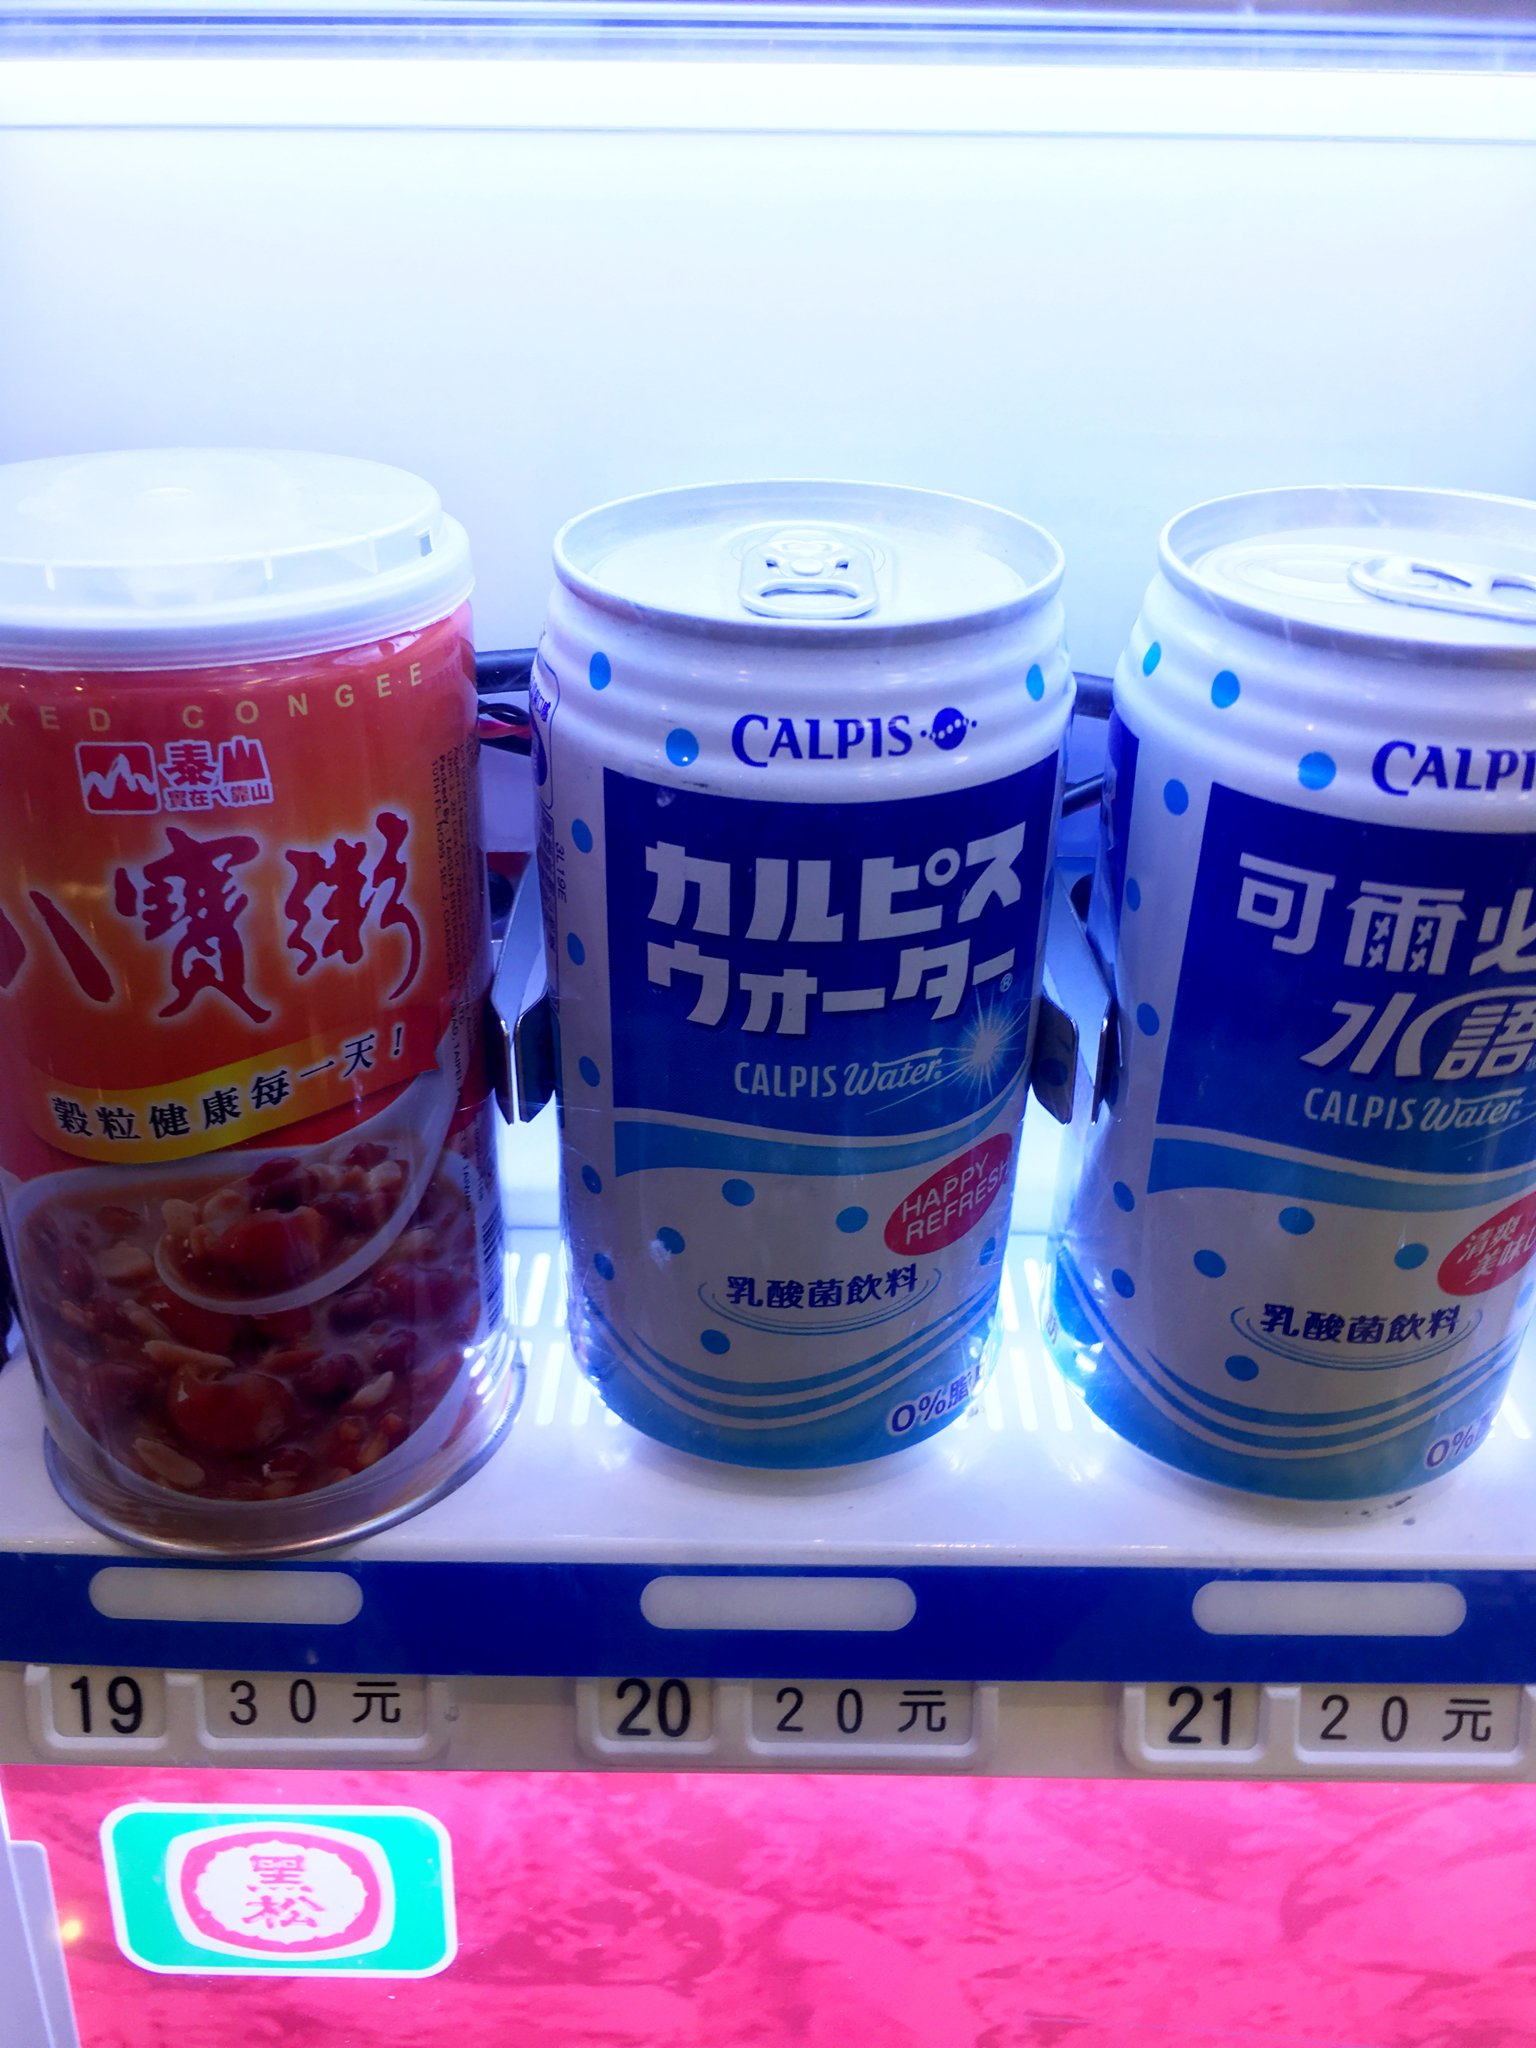 XED CONGEE
泰山
實在ㄟ靠山
八寶粥
穀粒健康每一天!
CALPIS
カルピス
ウォーター®
CALPIS Water
HAPPY
REFRESH
乳酸菌飲料
0%脂
CALPI
可爾必
水語
CALPIS Water
清爽
美味
乳酸菌飲料
0%
19
30元
20
20元
21
20元
黑松